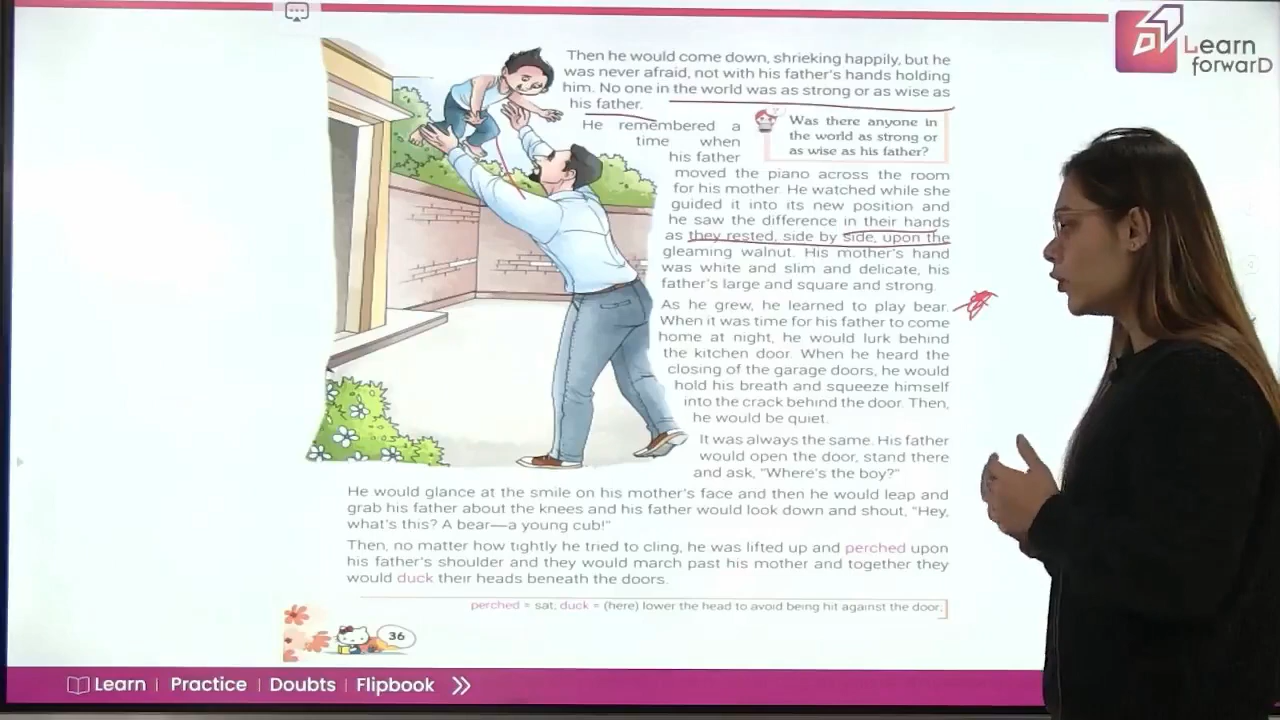 Learn
forwarD
Then he would come down, shrieking happily, but he
was never afraid, not with his father's hands holding
him. No one in the world was as strong or as wise as
his father.
Was there anyone in
the world as strong or
as wise as his father?
He remembered a
time when
his father
moved the piano across the room
for his mother. He watched while she
guided it into its new position and
he saw the difference in their hands
as they rested, side by side, upon the
gleaming walnut. His mother's hand
was white and slim and delicate, his
father's large and square and strong.
As he grew, he learned to play bear.
When it was time for his father to come
home at night, he would lurk behind
the kitchen door. When he heard the
closing of the garage doors, he would
hold his breath and squeeze himself
into the crack behind the door. Then,
he would be quiet.
It was always the same. His father
would open the door, stand there
and ask, "Where's the boy?"
He would glance at the smile on his mother's face and then he would leap and
grab his father about the knees and his father would look down and shout, "Hey,
what's this? A bear—a young cub!"
Then, no matter how tightly he tried to cling, he was lifted up and perched upon
his father's shoulder and they would march past his mother and together they
would duck their heads beneath the doors.
perched = sat; duck = (here) lower the head to avoid being hit against the door;
36
Learn | Practice | Doubts | Flipbook